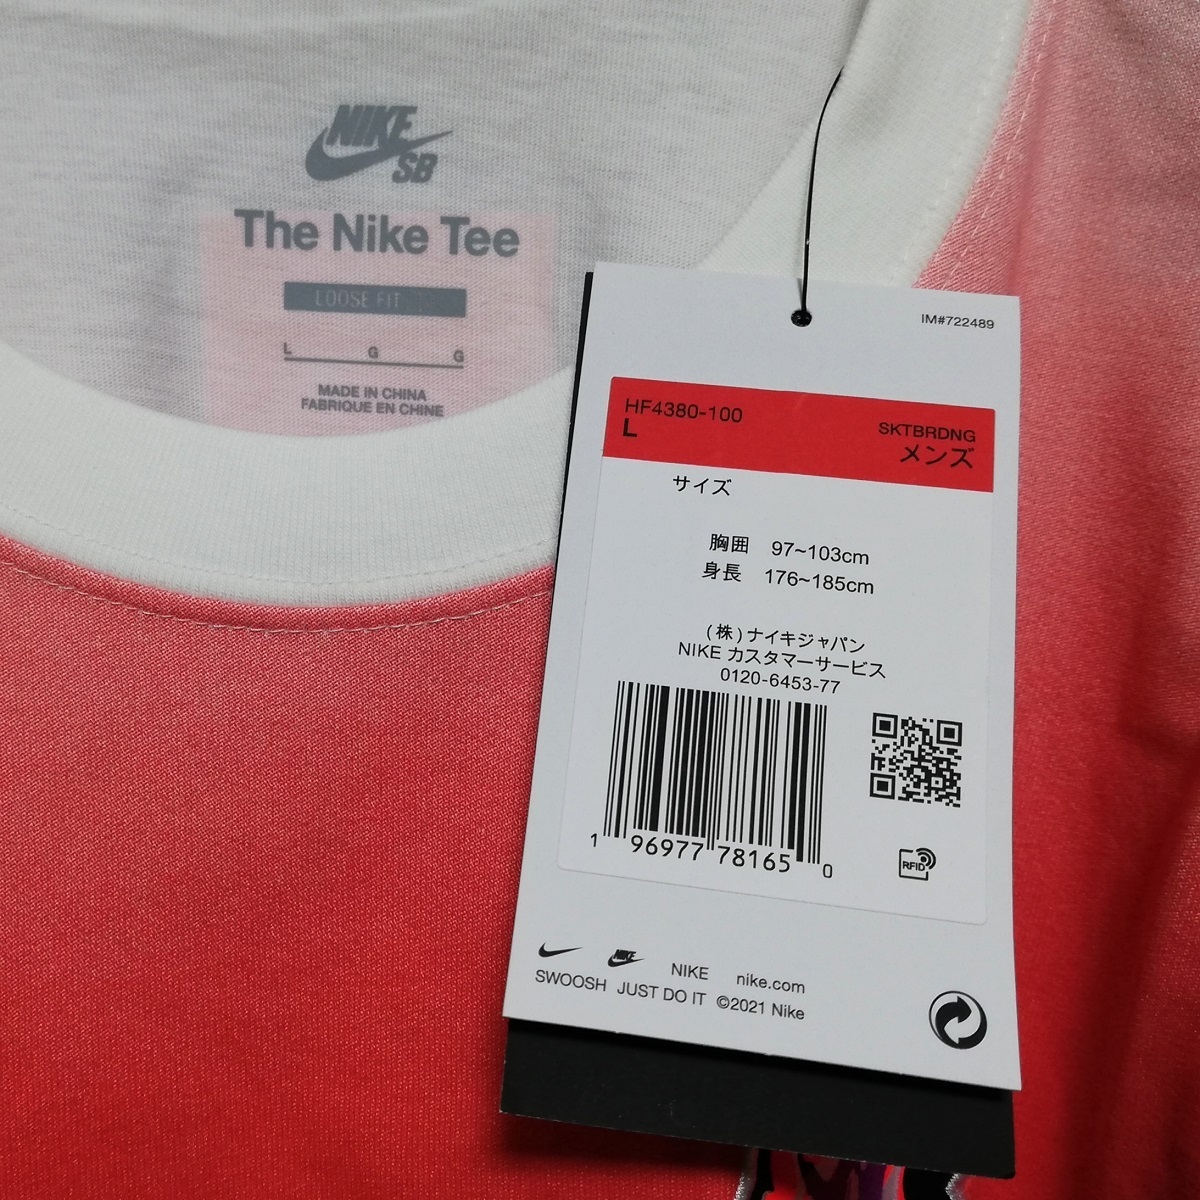 NIKE
SB
The Nike Tee
LOOSE FIT
L G G
MADE IN CHINA
FABRIQUE EN CHINE
IM#722489
HF4380-100
L
SKTBRDNG
メンズ
サイズ
胸囲 97~103cm
身長 176~185cm
(株)ナイキジャパン
NIKE カスタマーサービス
0120-6453-77
1 96977 78165 0
RFID
NIKE NIKE nike.com
SWOOSH JUST DO IT ©2021 Nike